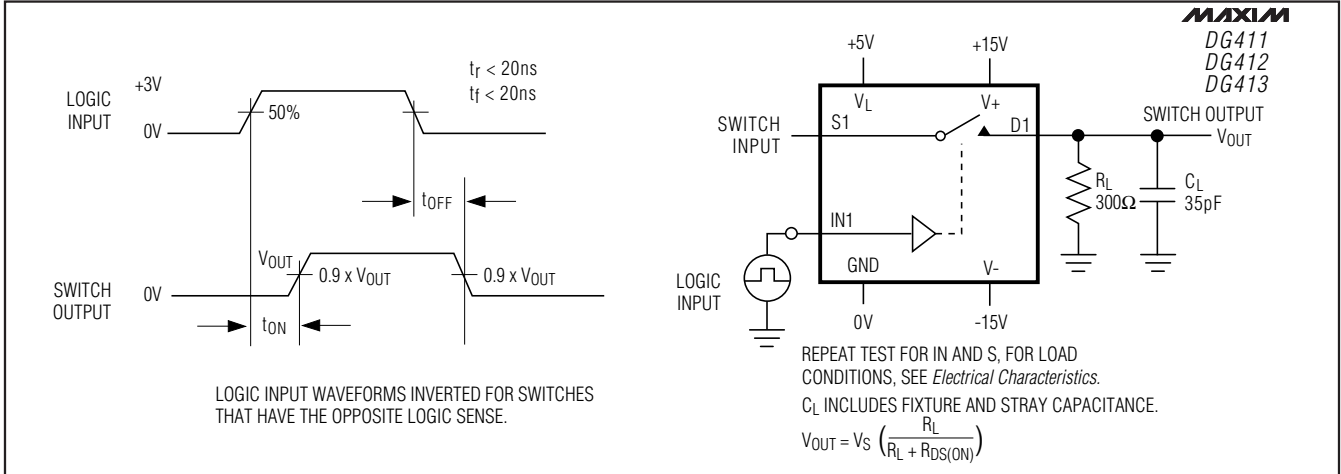 MAXIM
DG411
DG412
DG413
LOGIC
INPUT
+3V
0V
50%
tr < 20ns
tf < 20ns
tOFF
VOUT
0.9 x VOUT
0.9 x VOUT
SWITCH
OUTPUT
0V
tON
LOGIC INPUT WAVEFORMS INVERTED FOR SWITCHES
THAT HAVE THE OPPOSITE LOGIC SENSE.
+5V
+15V
VL
V+
SWITCH
INPUT
S1
D1
SWITCH OUTPUT
VOUT
RL
300Ω
CL
35pF
IN1
LOGIC
INPUT
GND
V-
0V
-15V
REPEAT TEST FOR IN AND S, FOR LOAD
CONDITIONS, SEE Electrical Characteristics.
CL INCLUDES FIXTURE AND STRAY CAPACITANCE.
VOUT = VS (RL / RL + RDS(ON))